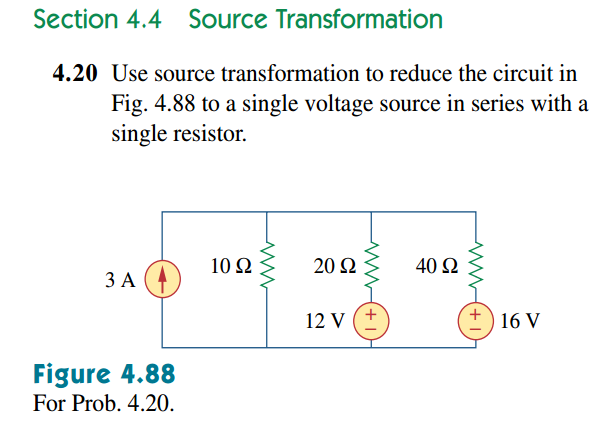 Section 4.4 Source Transformation
4.20 Use source transformation to reduce the circuit in
Fig. 4.88 to a single voltage source in series with a
single resistor.
3 A
10 Ω
20 Ω
40 Ω
12 V
+
−
+
−
16 V
Figure 4.88
For Prob. 4.20.